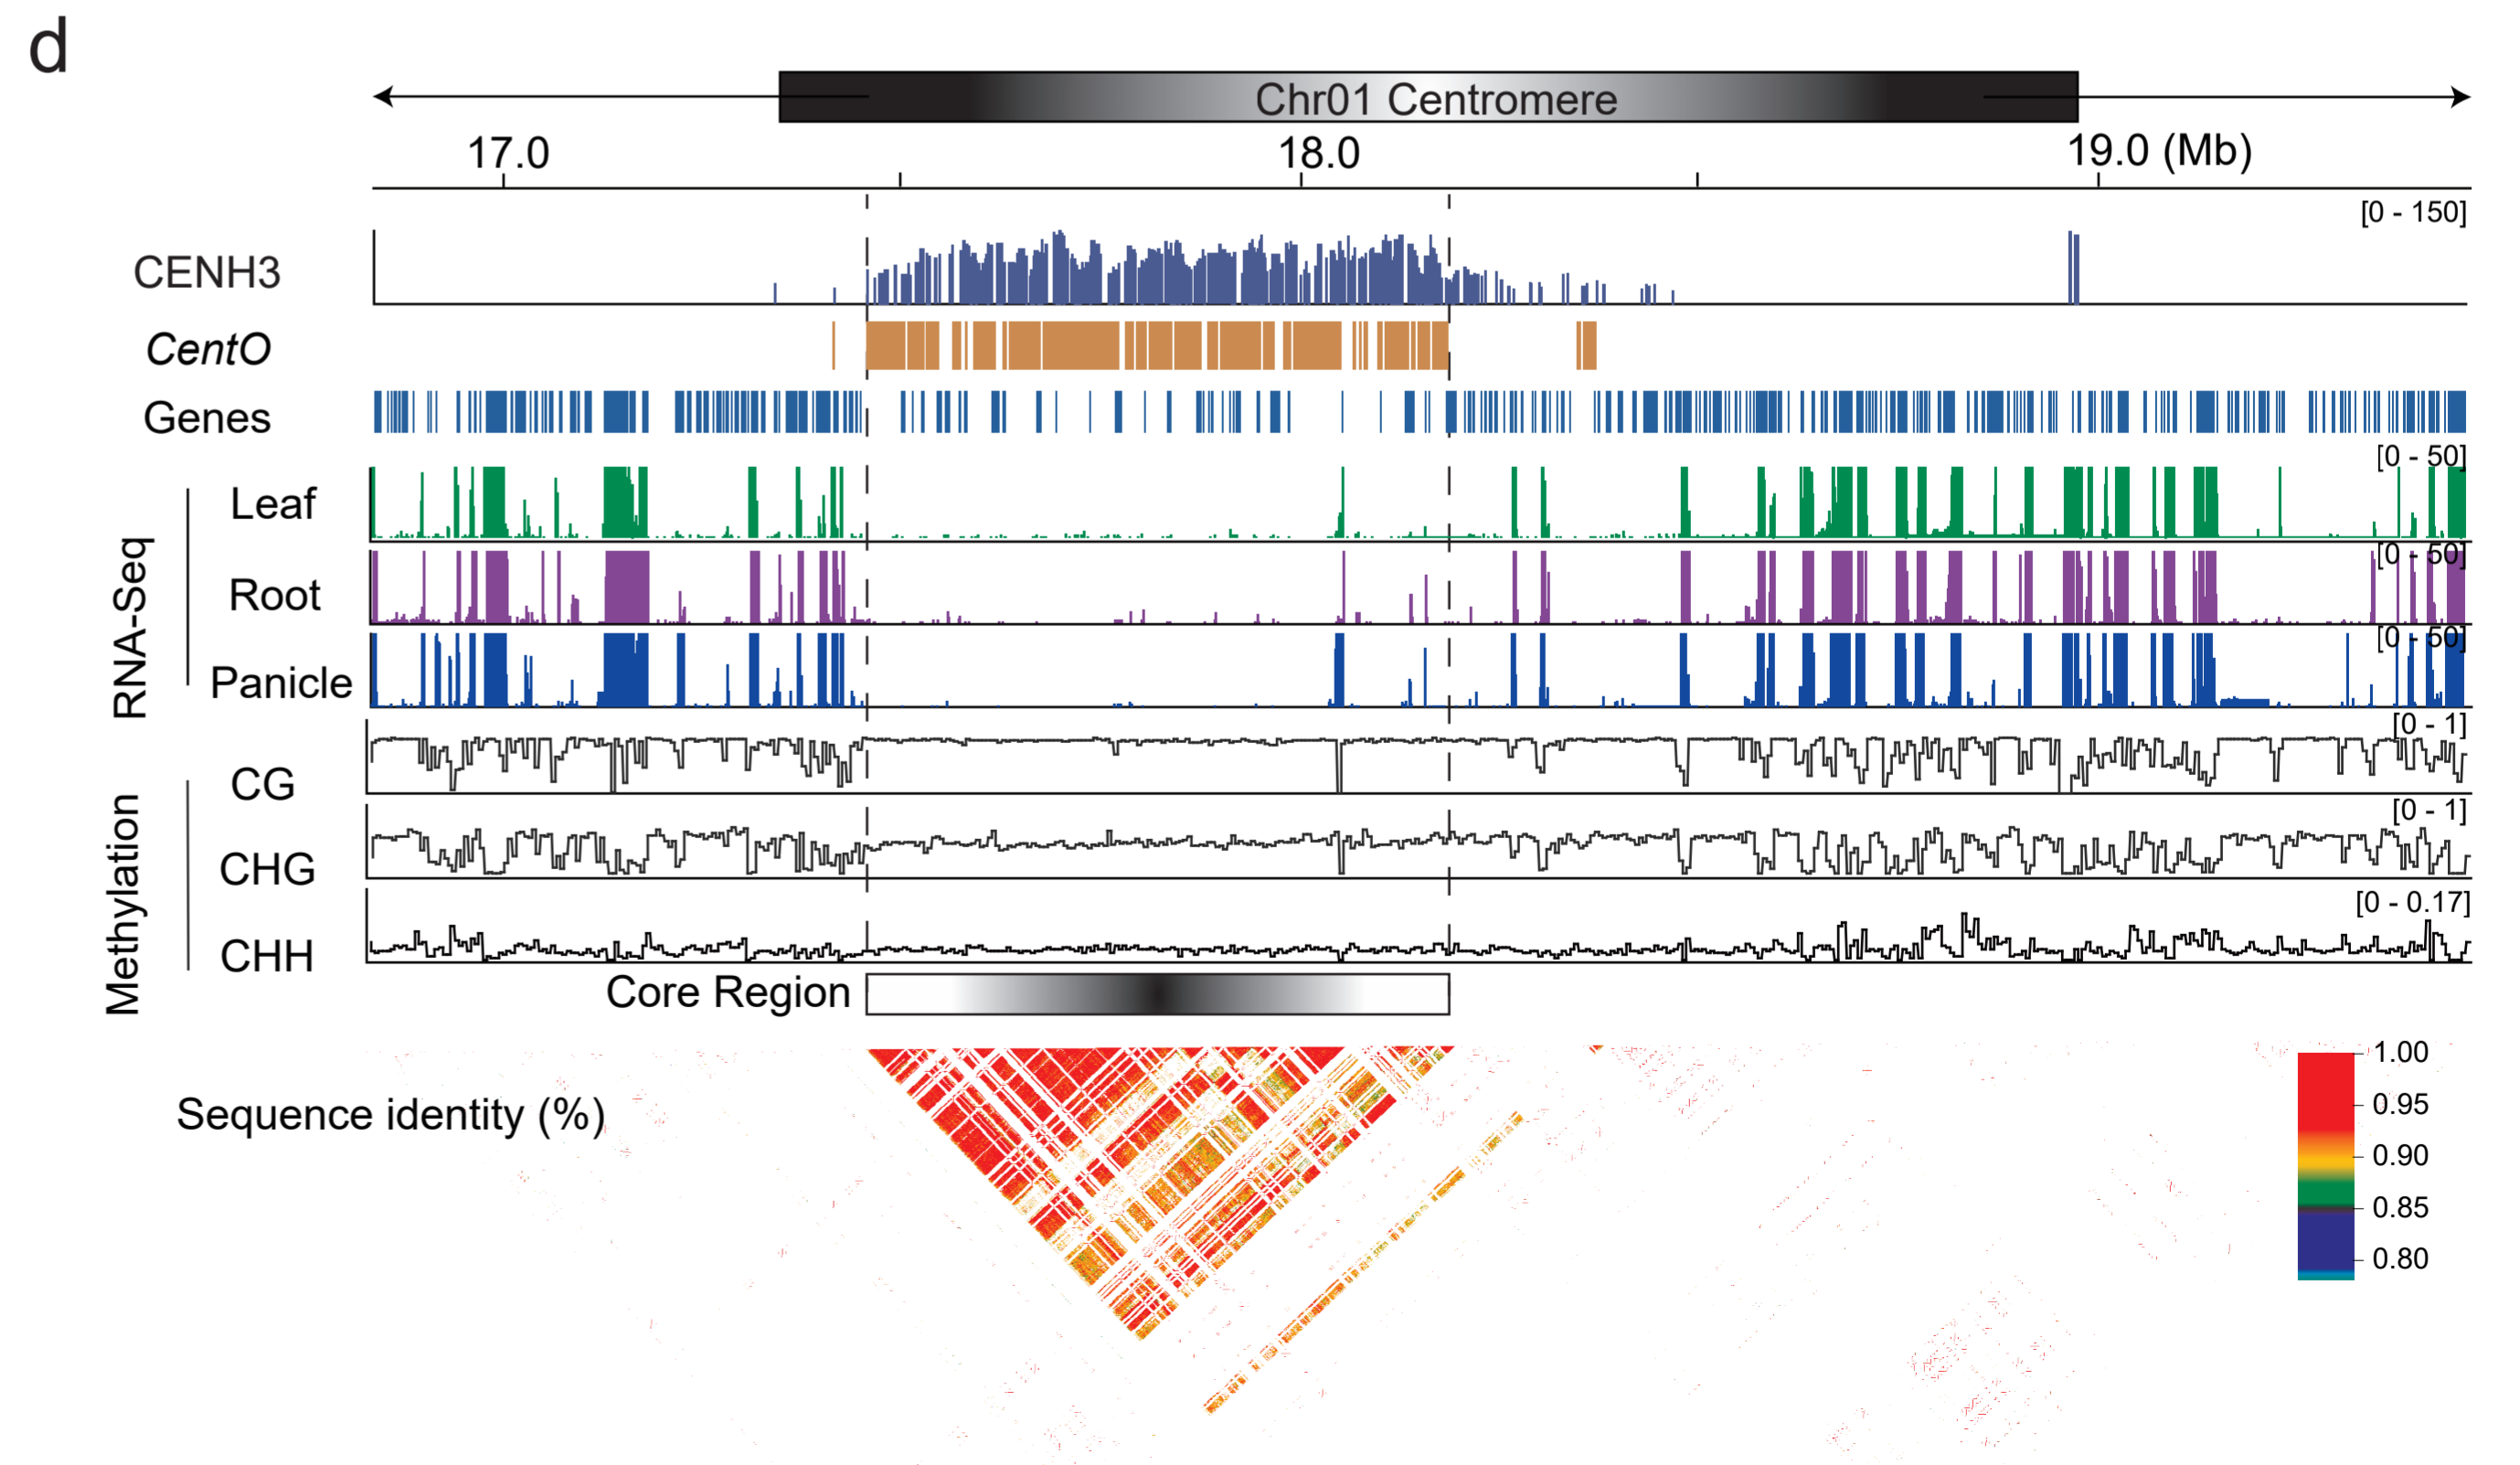 d
Chr01 Centromere
17.0 18.0 19.0 (Mb)
[0 - 150]
CENH3
CentO
Genes
[0 - 50]
Leaf
[0 - 50]
Root
[0 - 50]
Panicle
RNA-Seq
[0 - 1]
CG
[0 - 1]
CHG
[0 - 0.17]
CHH
Methylation
Core Region
Sequence identity (%)
1.00
0.95
0.90
0.85
0.80